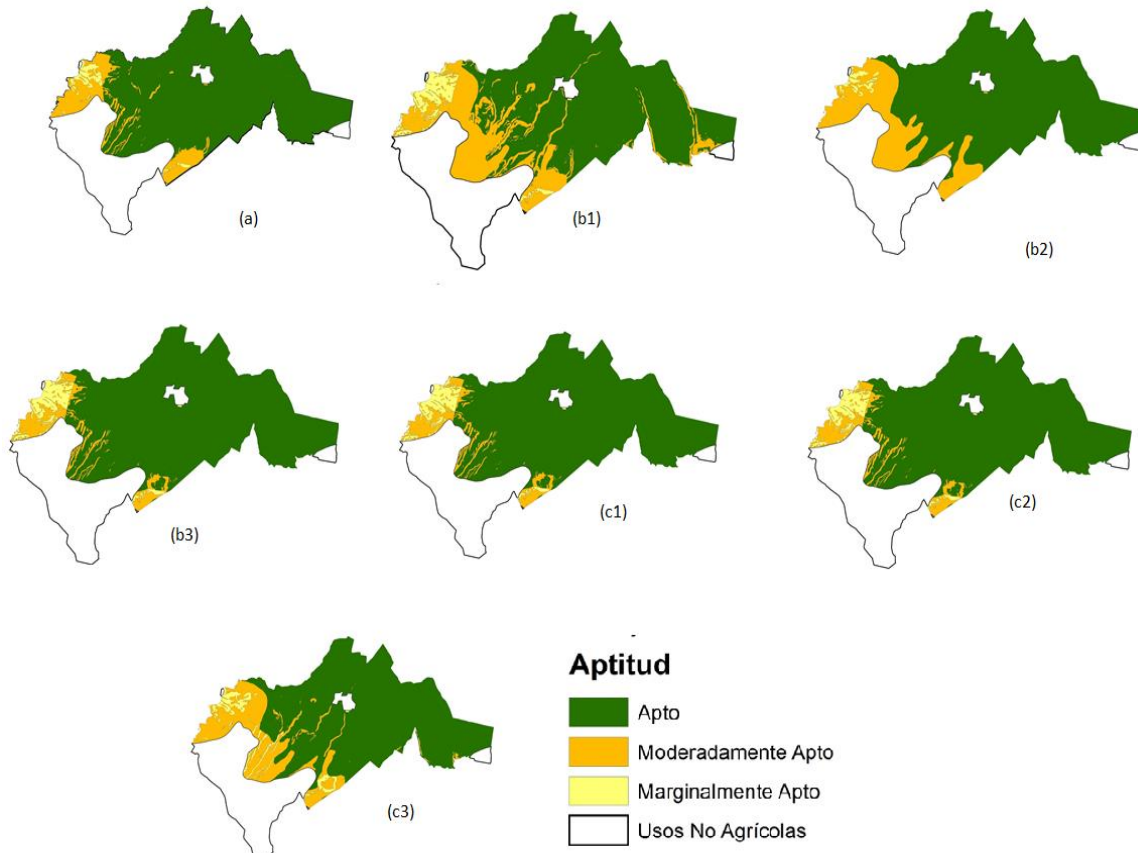 (a)
(b1)
(b2)
(b3)
(c1)
(c2)
(c3)
Aptitud
Apto
Moderadamente Apto
Marginalmente Apto
Usos No Agrícolas